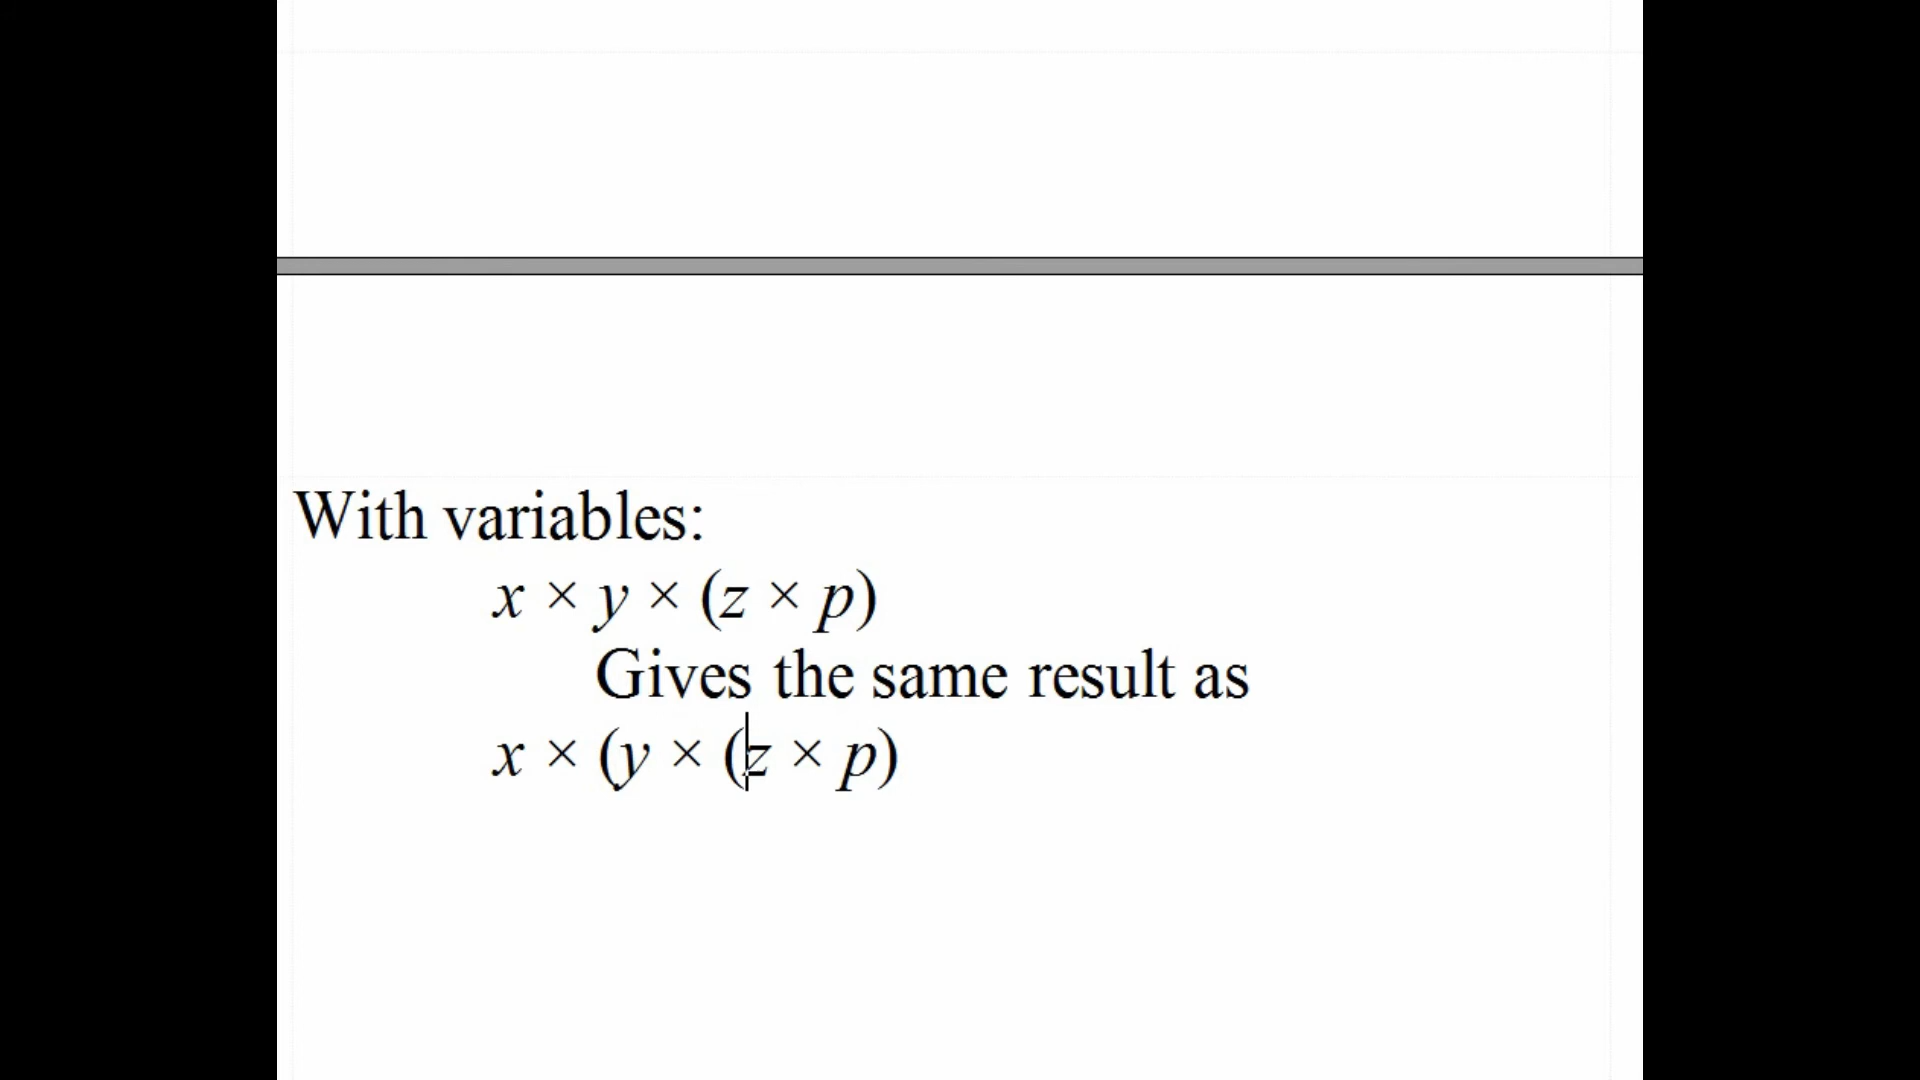 With variables:
x × y × (z × p)
Gives the same result as
x × (y × (z × p)